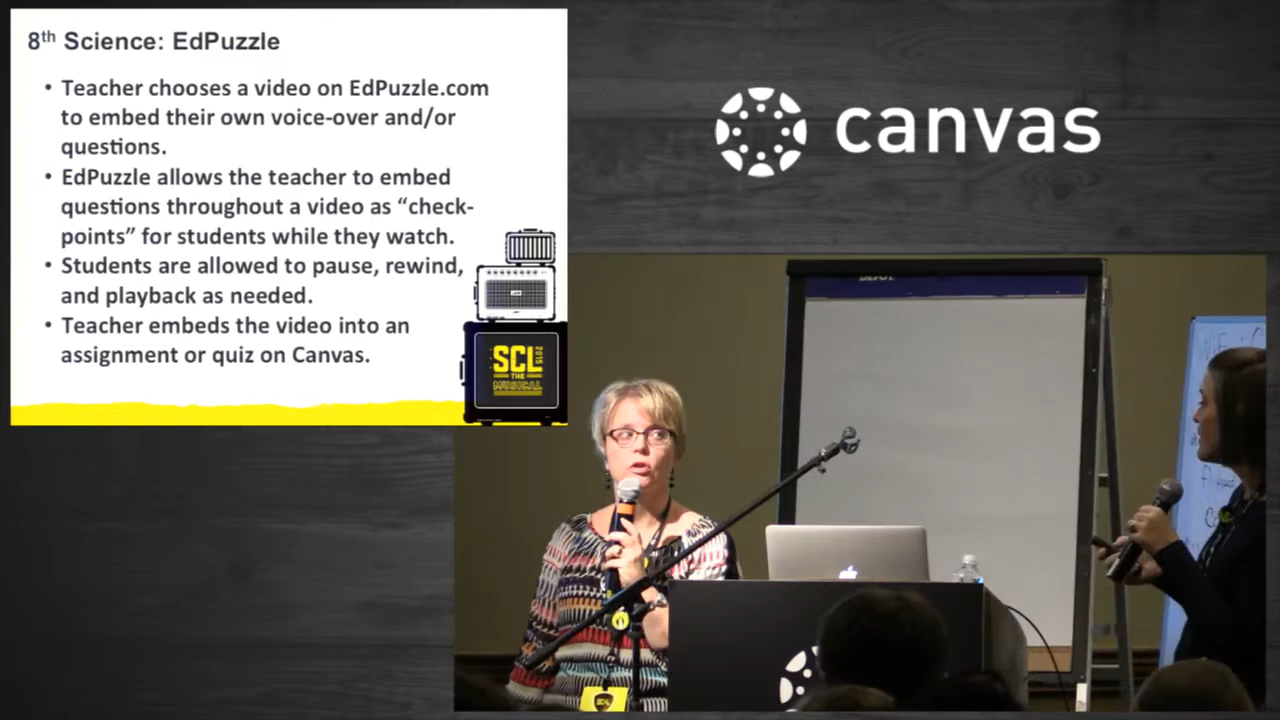 8th Science: EdPuzzle
• Teacher chooses a video on EdPuzzle.com
to embed their own voice-over and/or
questions.
• EdPuzzle allows the teacher to embed
questions throughout a video as “check-
points” for students while they watch.
• Students are allowed to pause, rewind,
and playback as needed.
• Teacher embeds the video into an
assignment or quiz on Canvas.
SCL
2015
THE
MUSICAL
canvas